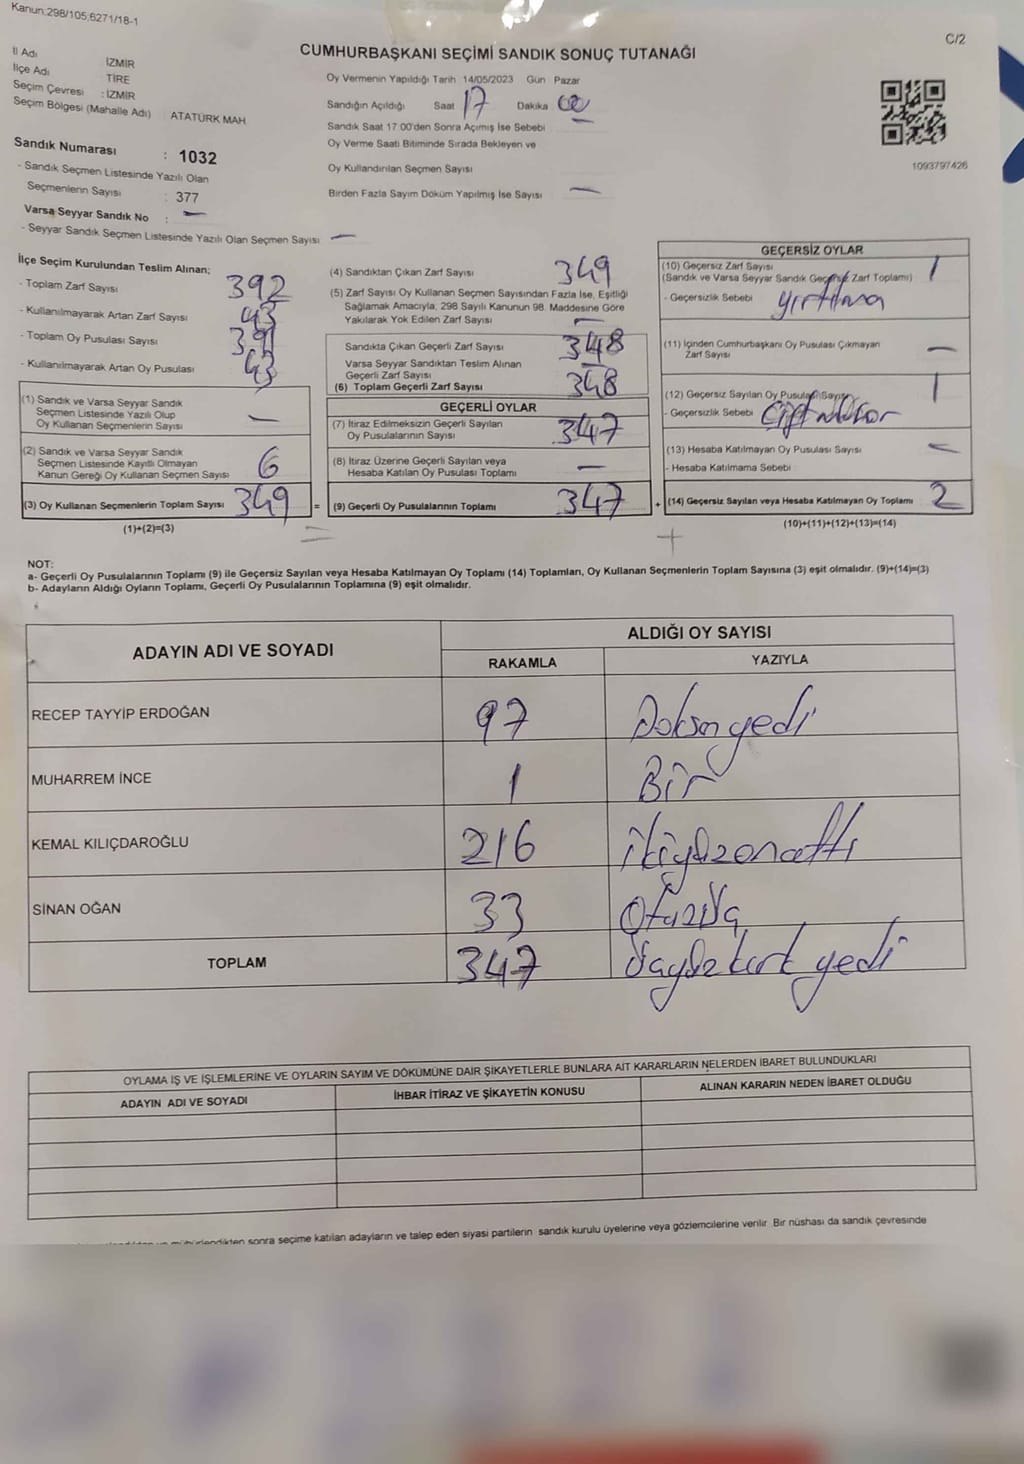 Kanun:298/105,6271/18-1
C/2
CUMHURBAŞKANI SEÇİMİ SANDIK SONUÇ TUTANAĞI
İl Adı İZMİR
İlçe Adı TİRE
Seçim Çevresi : İZMİR
Seçim Bölgesi (Mahalle Adı) ATATÜRK MAH.
Sandık Numarası : 1032
- Sandık Seçmen Listesinde Yazılı Olan
Seçmenlerin Sayısı : 377
Varsa Seyyar Sandık No : —
- Seyyar Sandık Seçmen Listesinde Yazılı Olan Seçmen Sayısı —
Oy Vermenin Yapıldığı Tarih 14/05/2023 Gün Pazar
Sandığın Açıldığı Saat 17 Dakika 00
Sandık Saat 17:00'den Sonra Açımış İse Sebebi —
Oy Verme Saati Bitiminde Sırada Bekleyen ve
Oy Kullandırılan Seçmen Sayısı
Birden Fazla Sayım Döküm Yapılmış İse Sayısı —
1093797426
İlçe Seçim Kurulundan Teslim Alınan;
- Toplam Zarf Sayısı 392
- Kullanılmayarak Artan Zarf Sayısı 43
- Toplam Oy Pusulası Sayısı 391
- Kullanılmayarak Artan Oy Pusulası 43
(1) Sandık ve Varsa Seyyar Sandık
Seçmen Listesinde Yazılı Olup
Oy Kullanan Seçmenlerin Sayısı —
(2) Sandık ve Varsa Seyyar Sandık
Seçmen Listesinde Kayıtlı Olmayan
Kanun Gereği Oy Kullanan Seçmen Sayısı 6
(3) Oy Kullanan Seçmenlerin Toplam Sayısı 349 =
(1)+(2)=(3)
(4) Sandıktan Çıkan Zarf Sayısı 349
(5) Zarf Sayısı Oy Kullanan Seçmen Sayısından Fazla İse, Eşitliği
Sağlamak Amacıyla, 298 Sayılı Kanunun 98. Maddesine Göre
Yakılarak Yok Edilen Zarf Sayısı —
Sandıkta Çıkan Geçerli Zarf Sayısı 348
Varsa Seyyar Sandıktan Teslim Alınan
Geçerli Zarf Sayısı —
(6) Toplam Geçerli Zarf Sayısı 348
GEÇERLİ OYLAR
(7) İtiraz Edilmeksizin Geçerli Sayılan
Oy Pusulalarının Sayısı 347
(8) İtiraz Üzerine Geçerli Sayılan veya
Hesaba Katılan Oy Pusulası Toplamı —
(9) Geçerli Oy Pusulalarının Toplamı 347 +
GEÇERSİZ OYLAR
(10) Geçersiz Zarf Sayısı 1
(Sandık ve Varsa Seyyar Sandık Geçersiz Zarf Toplamı)
- Geçersizlik Sebebi yırtılma
(11) İçinden Cumhurbaşkanı Oy Pusulası Çıkmayan
Zarf Sayısı —
(12) Geçersiz Sayılan Oy Pusulası Sayısı 1
- Geçersizlik Sebebi
(13) Hesaba Katılmayan Oy Pusulası Sayısı —
- Hesaba Katılmama Sebebi
(14) Geçersiz Sayılan veya Hesaba Katılmayan Oy Toplamı 2
(10)+(11)+(12)+(13)=(14)
= +
NOT:
a- Geçerli Oy Pusulalarının Toplamı (9) ile Geçersiz Sayılan veya Hesaba Katılmayan Oy Toplamı (14) Toplamları, Oy Kullanan Seçmenlerin Toplam Sayısına (3) eşit olmalıdır. (9)+(14)=(3)
b- Adayların Aldığı Oyların Toplamı, Geçerli Oy Pusulalarının Toplamına (9) eşit olmalıdır.
ADAYIN ADI VE SOYADI ALDIĞI OY SAYISI
RAKAMLA YAZIYLA
RECEP TAYYİP ERDOĞAN 97 Doksanyedi
MUHARREM İNCE 1 Bir
KEMAL KILIÇDAROĞLU 216 ikiyüzonaltı
SİNAN OĞAN 33 Otuzüç
TOPLAM 347 üçyüzkırk yedi
OYLAMA İŞ VE İŞLEMLERİNE VE OYLARIN SAYIM VE DÖKÜMÜNE DAİR ŞİKAYETLERLE BUNLARA AİT KARARLARIN NELERDEN İBARET BULUNDUKLARI
ADAYIN ADI VE SOYADI İHBAR İTİRAZ VE ŞİKAYETİN KONUSU ALINAN KARARIN NEDEN İBARET OLDUĞU
mühürlendikten sonra seçime katılan adayların ve talep eden siyasi partilerin sandık kurulu üyelerine veya gözlemcilerine verilir. Bir nüshası da sandık çevresinde